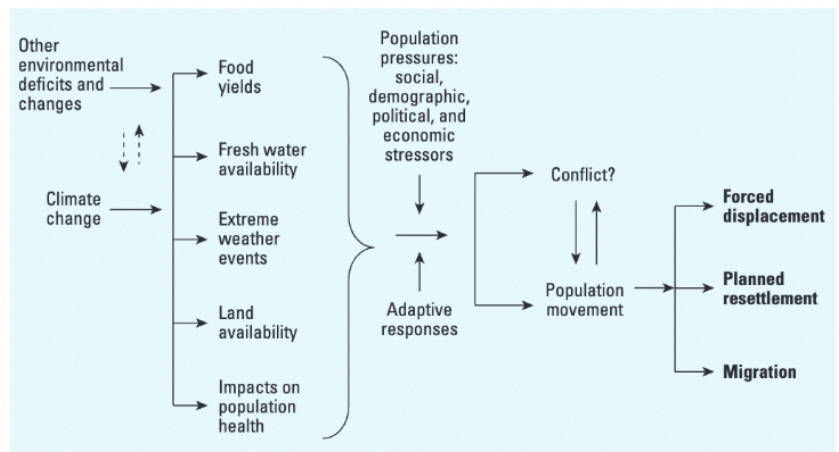 Other
environmental
deficits and
changes
Climate
change
Food
yields
Fresh water
availability
Extreme
weather
events
Land
availability
Impacts on
population
health
Population
pressures:
social,
demographic,
political, and
economic
stressors
Adaptive
responses
Conflict?
Population
movement
Forced
displacement
Planned
resettlement
Migration